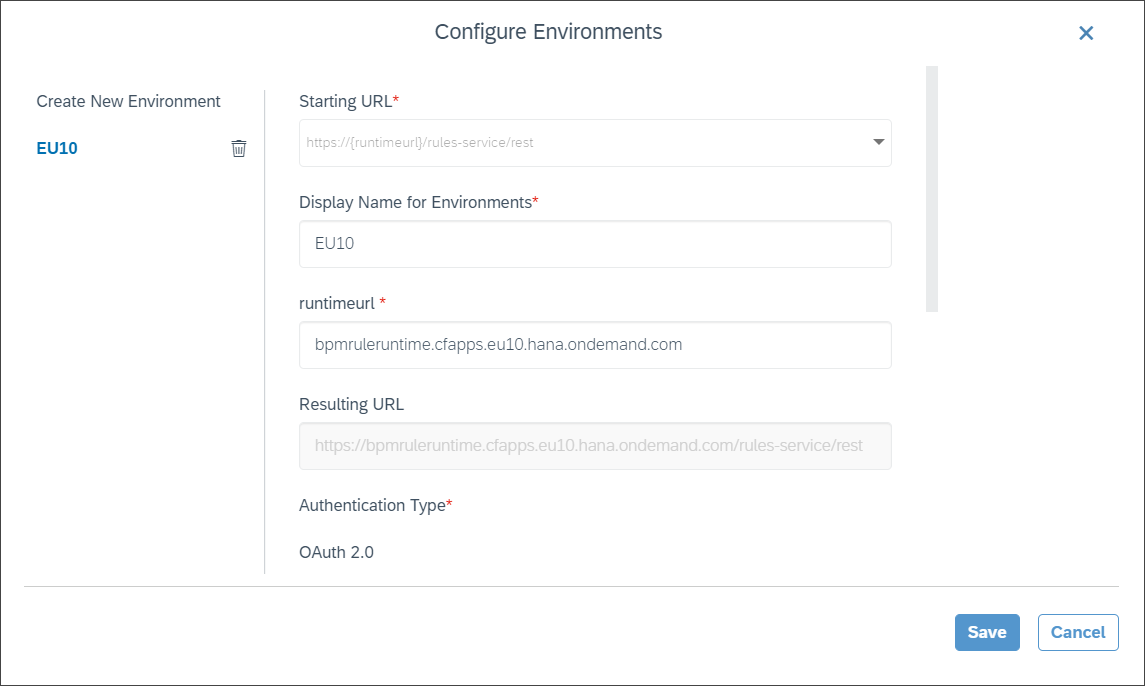 Configure Environments
Create New Environment
EU10
Starting URL*
https://{runtimeurl}/rules-service/rest
Display Name for Environments*
EU10
runtimeurl *
bpmruleruntime.cfapps.eu10.hana.ondemand.com
Resulting URL
https://bpmruleruntime.cfapps.eu10.hana.ondemand.com/rules-service/rest
Authentication Type*
OAuth 2.0
Save
Cancel